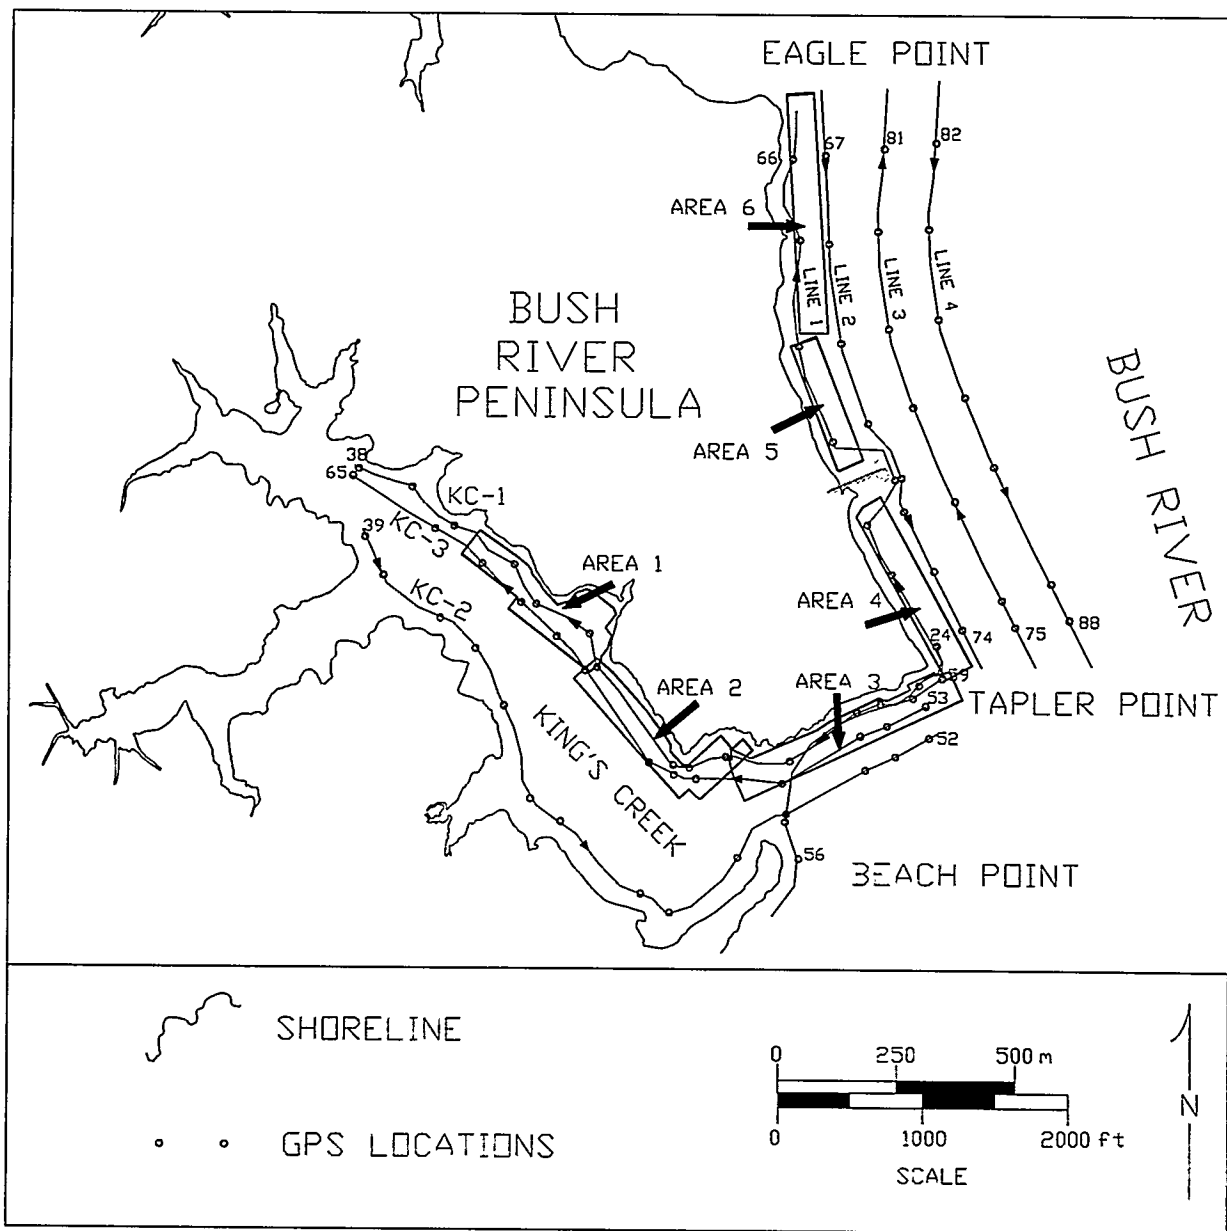 EAGLE POINT
66
67
81
82
AREA 6
LINE 1
LINE 2
LINE 3
LINE 4
BUSH
RIVER
PENINSULA
BUSH RIVER
AREA 5
38
65
KC-1
39
KC-3
KC-2
AREA 1
AREA 4
24
74
75
88
59
AREA 2
AREA 3
53
TAPLER POINT
52
KING'S CREEK
56
BEACH POINT
SHORELINE
GPS LOCATIONS
0 250 500 m
0 1000 2000 ft
SCALE
N